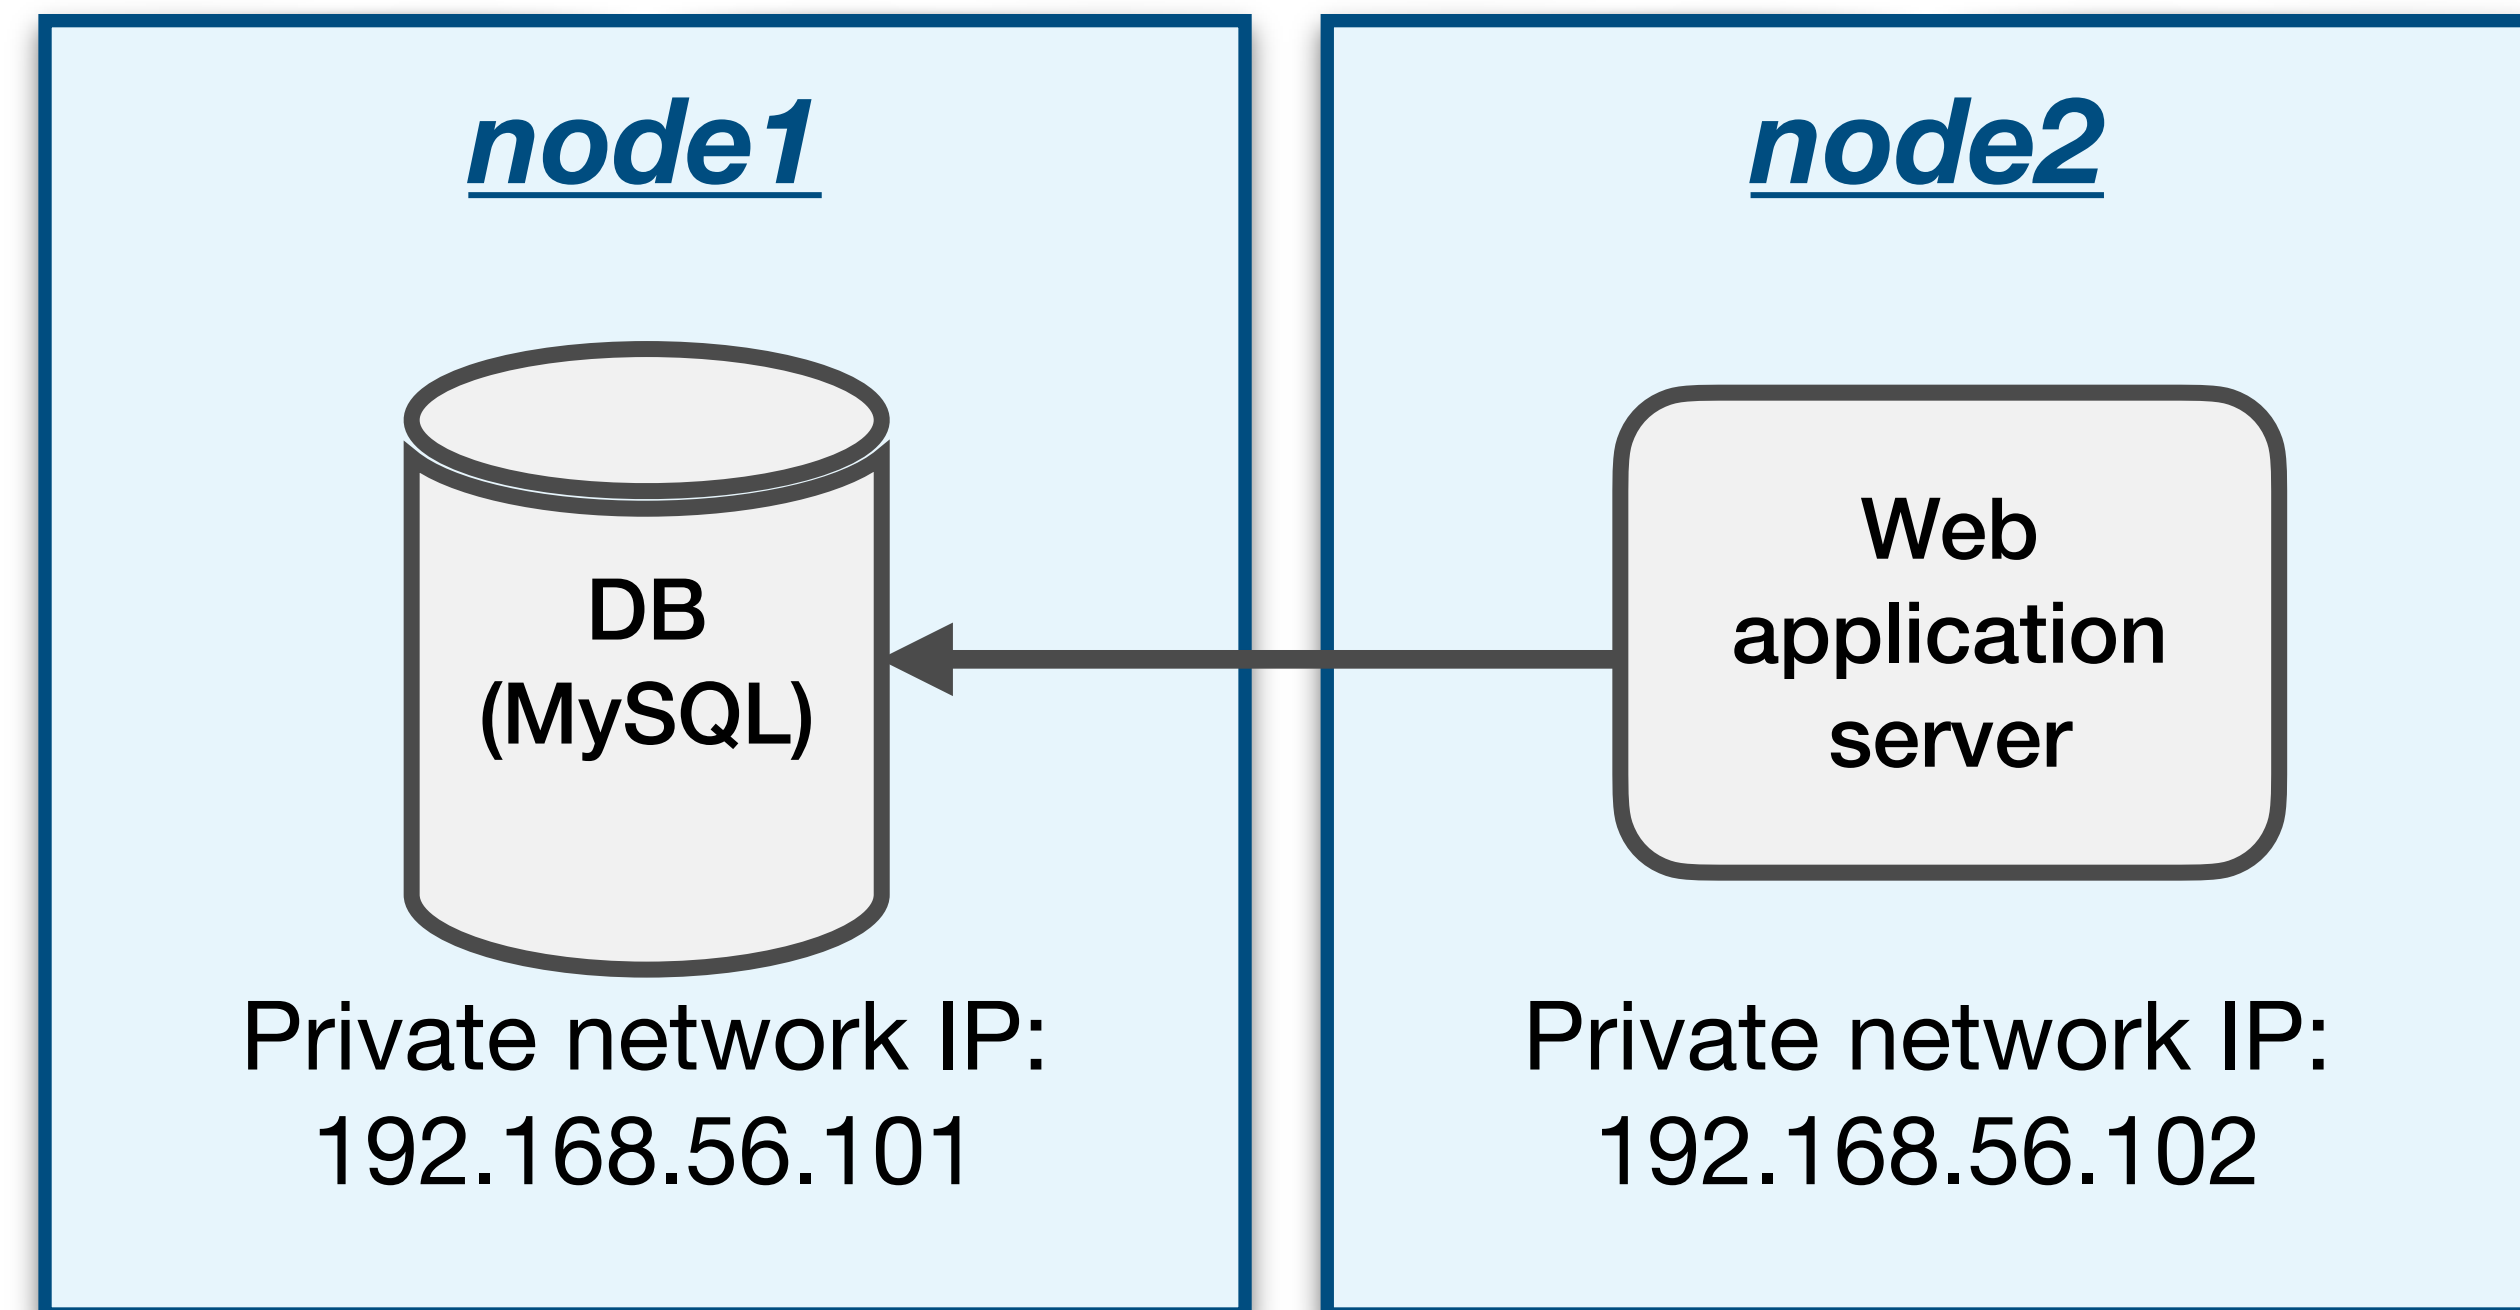 node1
DB
(MySQL)
Private network IP:
192.168.56.101
node2
Web
application
server
Private network IP:
192.168.56.102